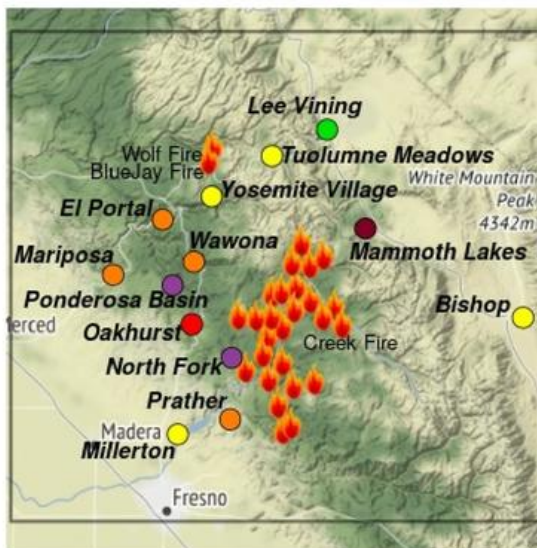 Lee Vining
Wolf Fire
Tuolumne Meadows
BlueJay Fire
White Mountain
Peak
4342m
Yosemite Village
El Portal
Wawona
Mariposa
Mammoth Lakes
Ponderosa Basin
Bishop
erced
Oakhurst
Creek Fire
North Fork
Prather
Madera
Millerton
Fresno